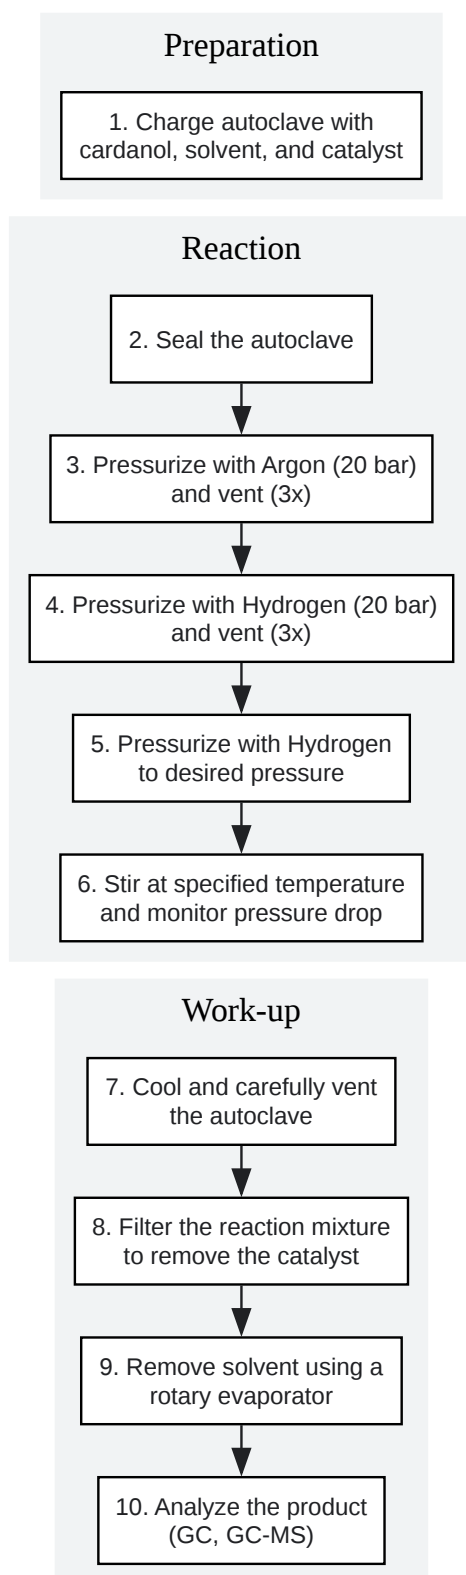 Preparation
1. Charge autoclave with
cardanol, solvent, and catalyst
Reaction
2. Seal the autoclave
3. Pressurize with Argon (20 bar)
and vent (3x)
4. Pressurize with Hydrogen (20 bar)
and vent (3x)
5. Pressurize with Hydrogen
to desired pressure
6. Stir at specified temperature
and monitor pressure drop
Work-up
7. Cool and carefully vent
the autoclave
8. Filter the reaction mixture
to remove the catalyst
9. Remove solvent using a
rotary evaporator
10. Analyze the product
(GC, GC-MS)